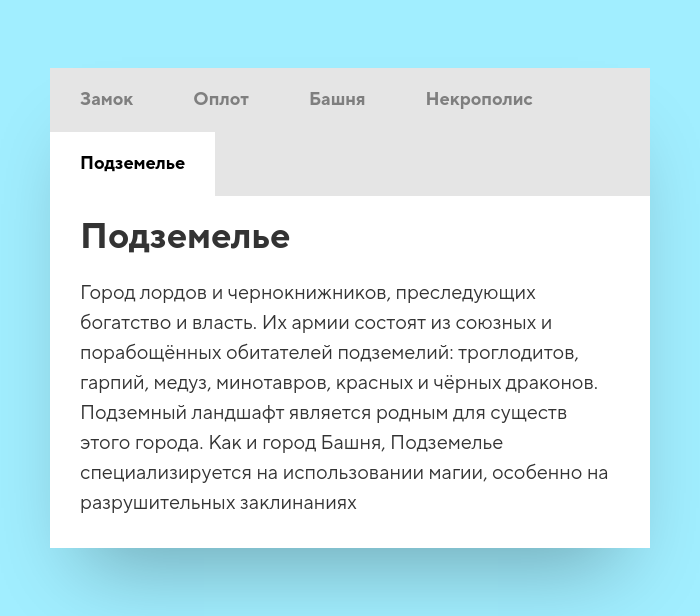 Замок Оплот Башня Некрополис
Подземелье
Подземелье
Город лордов и чернокнижников, преследующих
богатство и власть. Их армии состоят из союзных и
порабощённых обитателей подземелий: троглодитов,
гарпий, медуз, минотавров, красных и чёрных драконов.
Подземный ландшафт является родным для существ
этого города. Как и город Башня, Подземелье
специализируется на использовании магии, особенно на
разрушительных заклинаниях